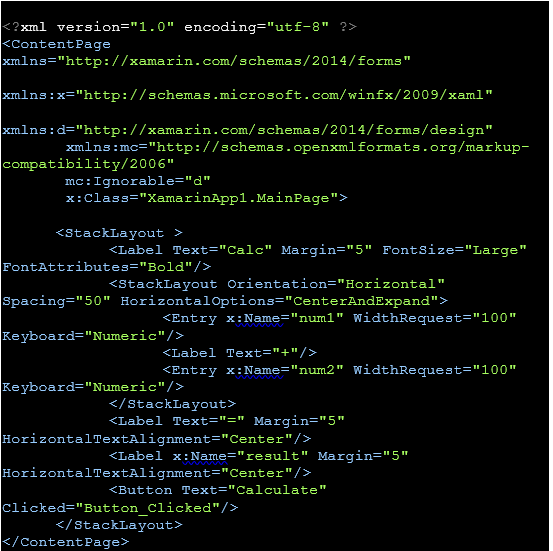 <?xml version="1.0" encoding="utf-8" ?>
<ContentPage
xmlns="http://xamarin.com/schemas/2014/forms"
xmlns:x="http://schemas.microsoft.com/winfx/2009/xaml"
xmlns:d="http://xamarin.com/schemas/2014/forms/design"
xmlns:mc="http://schemas.openxmlformats.org/markup-
compatibility/2006"
mc:Ignorable="d"
x:Class="XamarinApp1.MainPage">
<StackLayout >
<Label Text="Calc" Margin="5" FontSize="Large"
FontAttributes="Bold"/>
<StackLayout Orientation="Horizontal"
Spacing="50" HorizontalOptions="CenterAndExpand">
<Entry x:Name="num1" WidthRequest="100"
Keyboard="Numeric"/>
<Label Text="+"/>
<Entry x:Name="num2" WidthRequest="100"
Keyboard="Numeric"/>
</StackLayout>
<Label Text="=" Margin="5"
HorizontalTextAlignment="Center"/>
<Label x:Name="result" Margin="5"
HorizontalTextAlignment="Center"/>
<Button Text="Calculate"
Clicked="Button_Clicked"/>
</StackLayout>
</ContentPage>